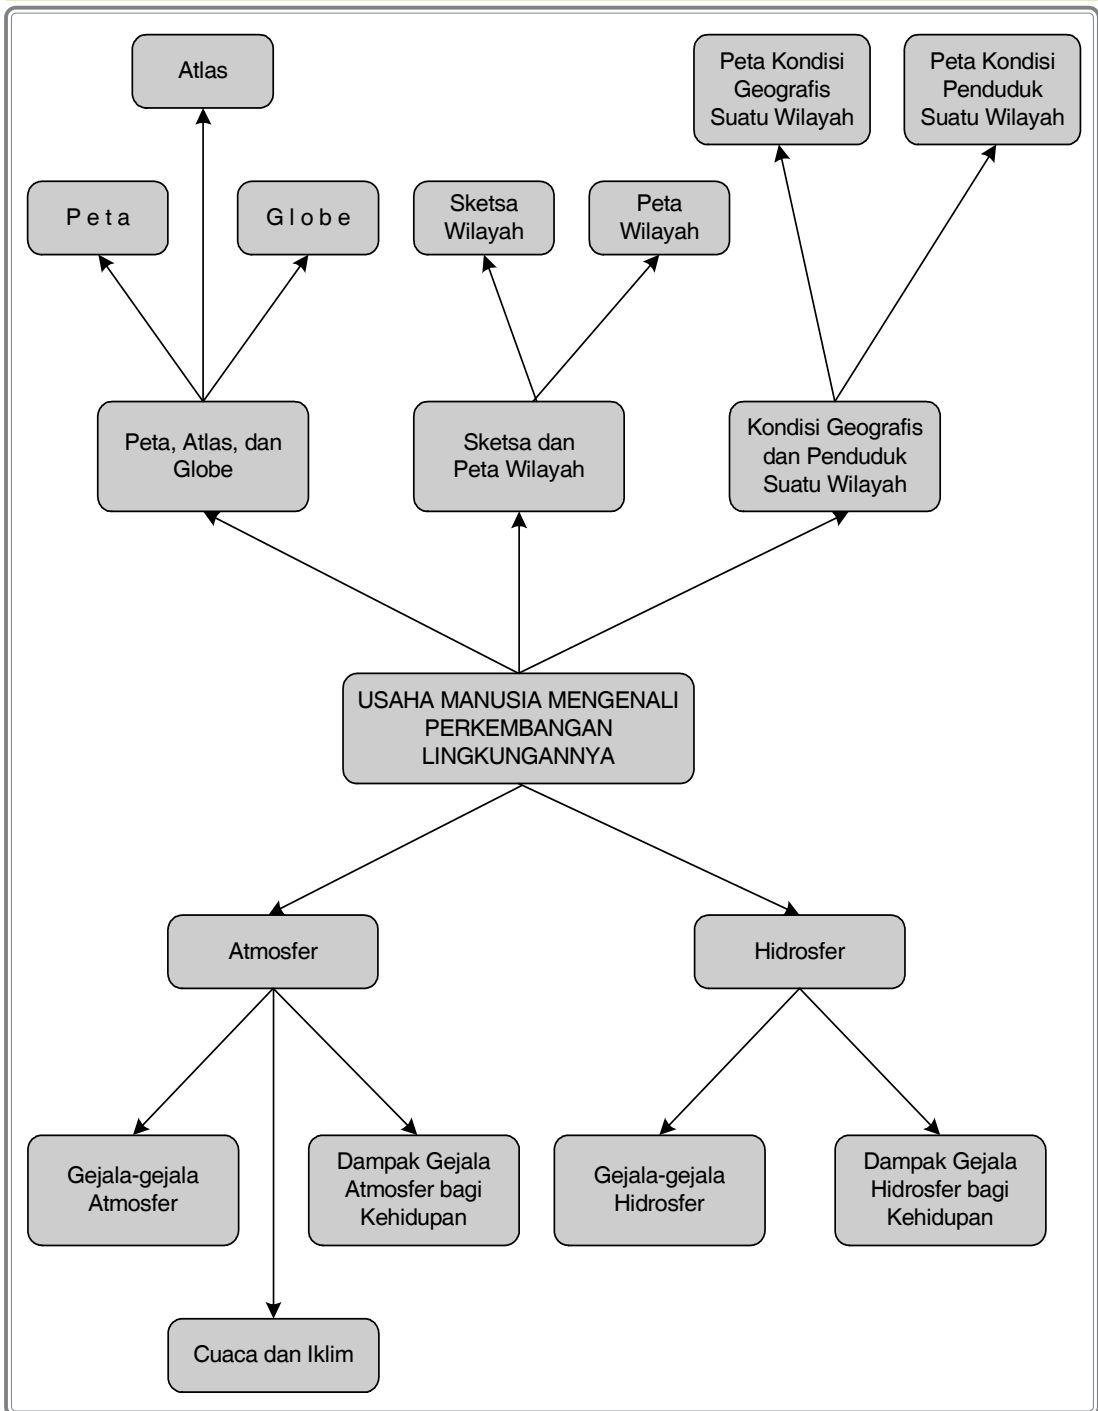 Atlas
Peta Kondisi
Geografis
Suatu Wilayah
Peta Kondisi
Penduduk
Suatu Wilayah
P e t a
G l o b e
Sketsa
Wilayah
Peta
Wilayah
Peta, Atlas, dan
Globe
Sketsa dan
Peta Wilayah
Kondisi Geografis
dan Penduduk
Suatu Wilayah
USAHA MANUSIA MENGENALI
PERKEMBANGAN
LINGKUNGANNYA
Atmosfer
Hidrosfer
Gejala-gejala
Atmosfer
Dampak Gejala
Atmosfer bagi
Kehidupan
Gejala-gejala
Hidrosfer
Dampak Gejala
Hidrosfer bagi
Kehidupan
Cuaca dan Iklim